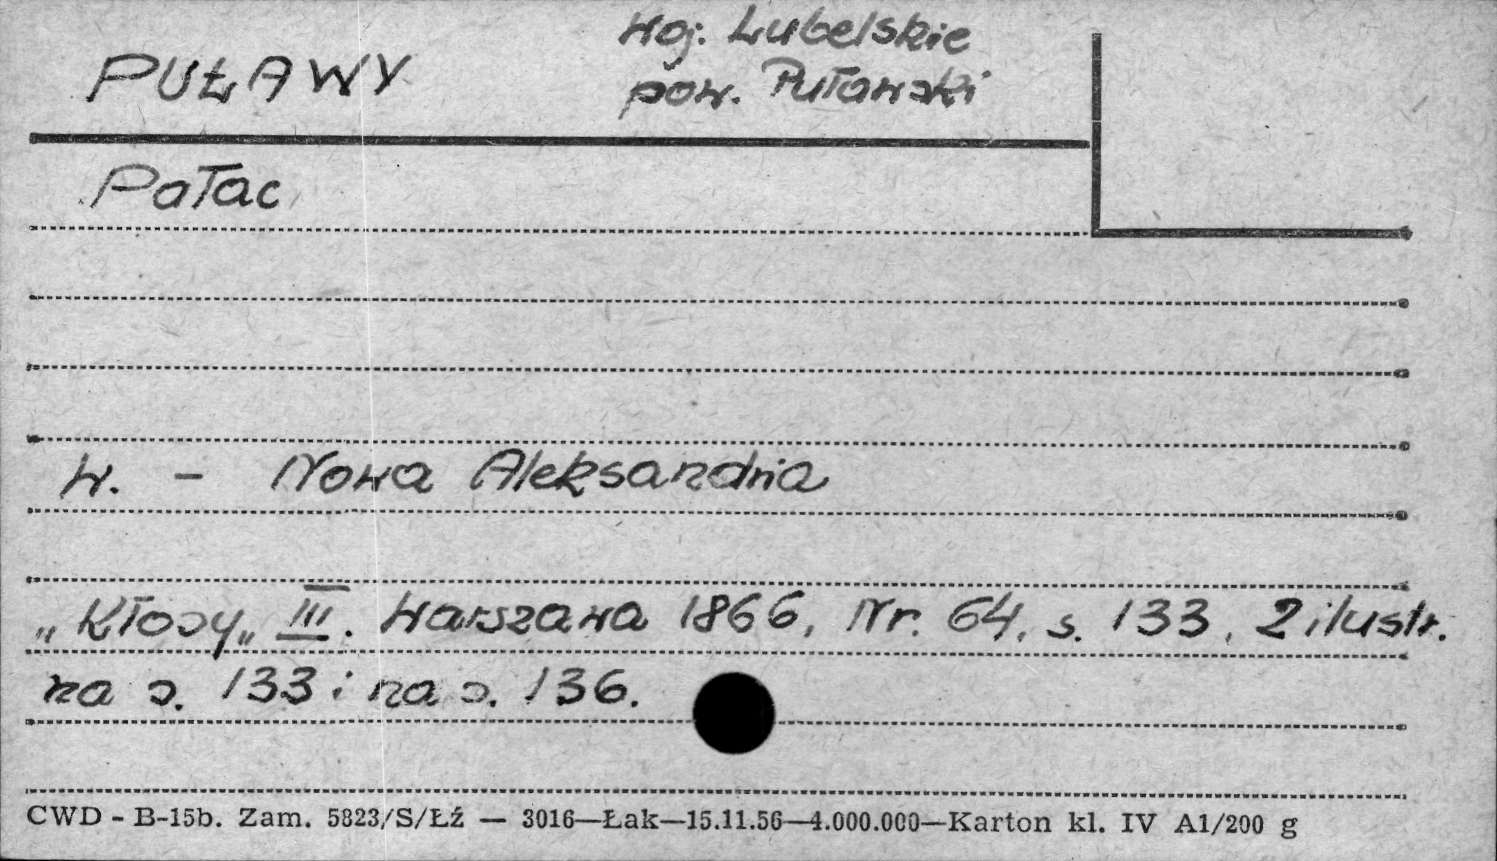 PUŁAWY
woj. Lubelskie
pow. Puławski
Pałac
W. - Nowa Aleksandria
„Kłosy„ III. Warszawa 1866, Nr. 64, s. 133, 2 ilustr.
na s. 133 i na s. 136.
CWD - B-15b. Zam. 5823/S/Łź — 3016—Łak—15.11.56—4.000.000—Karton kl. IV A1/200 g